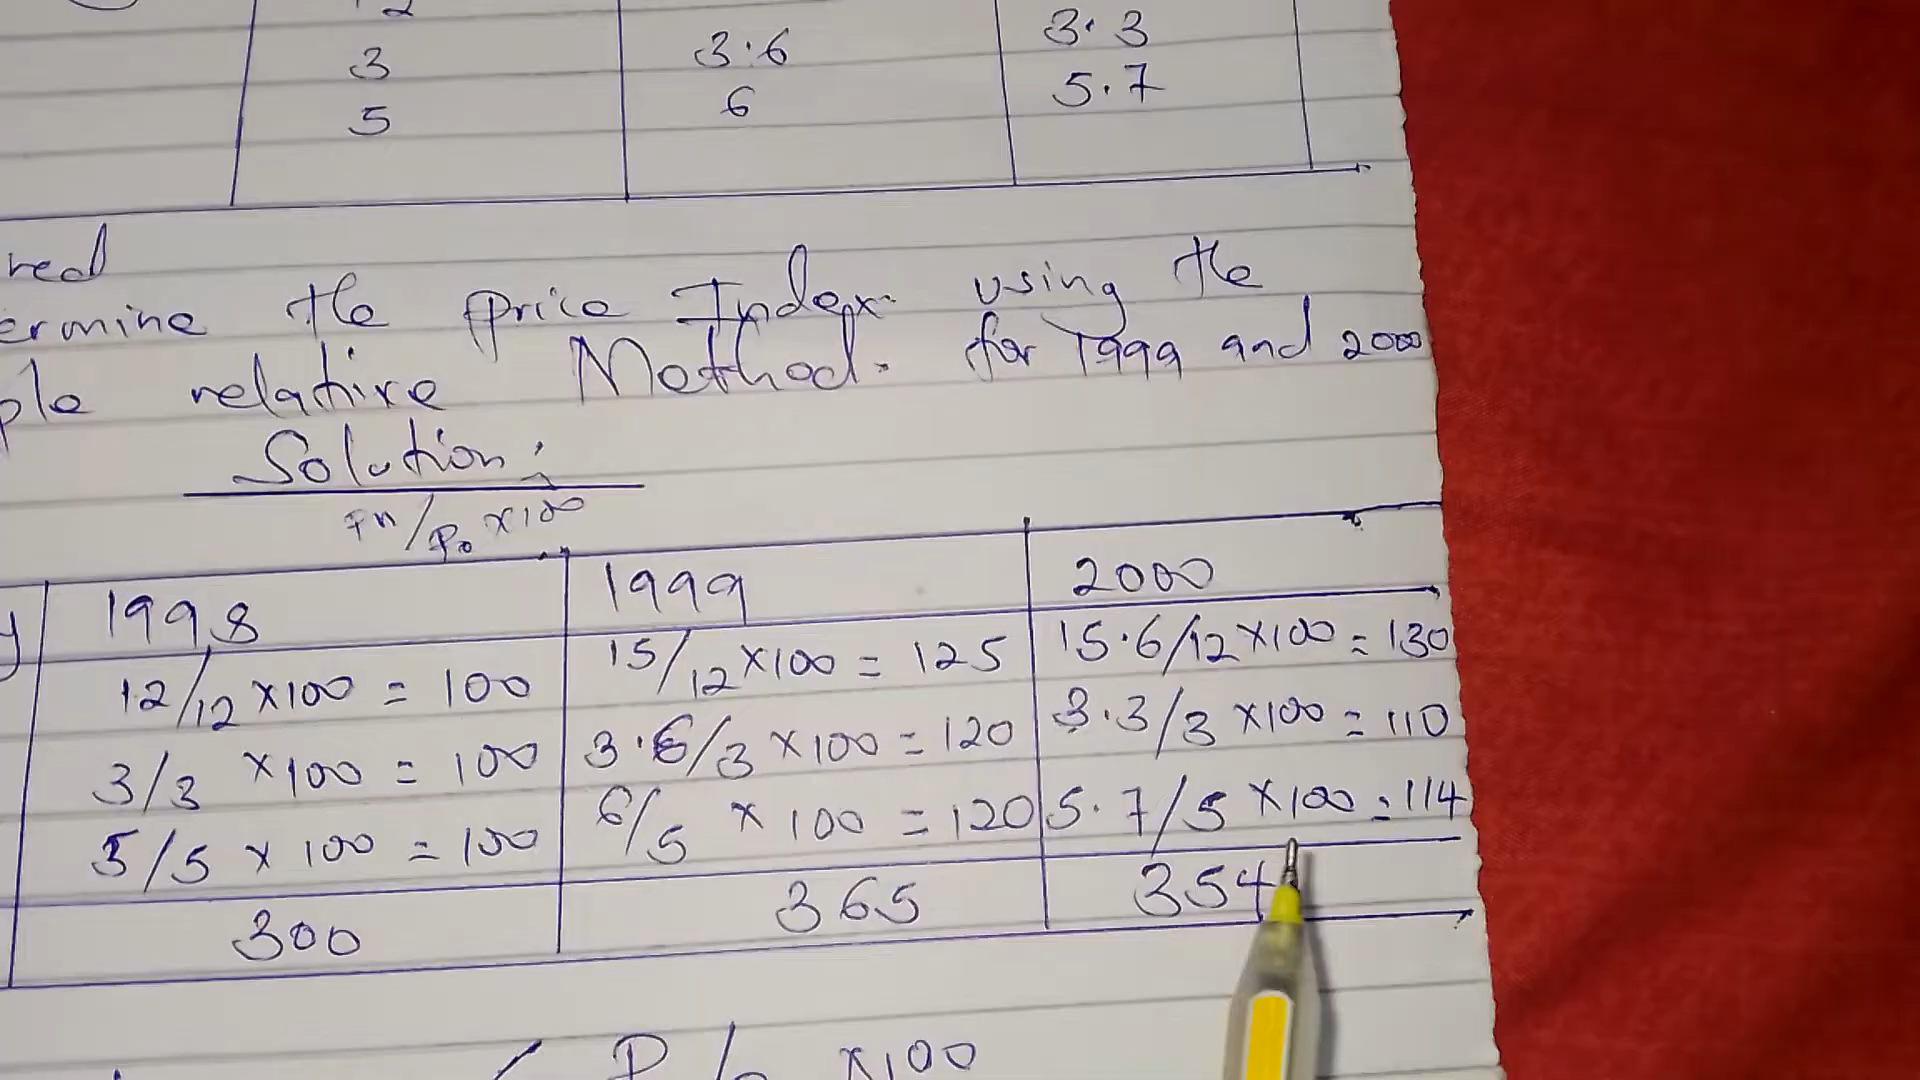 3 3.6 3.3
5 6 5.7
the price Index using the
relative Method. for 1999 and 2000
Solution:
Pn/Po x100
1998 1999 2000
12/12 x100 = 100 15/12 x100 = 125 15.6/12 x100 = 130
3/3 x100 = 100 3.6/3 x100 = 120 3.3/3 x100 = 110
5/5 x 100 = 100 6/5 x 100 = 120 5.7/5 x100 = 114
300 365 354
x100